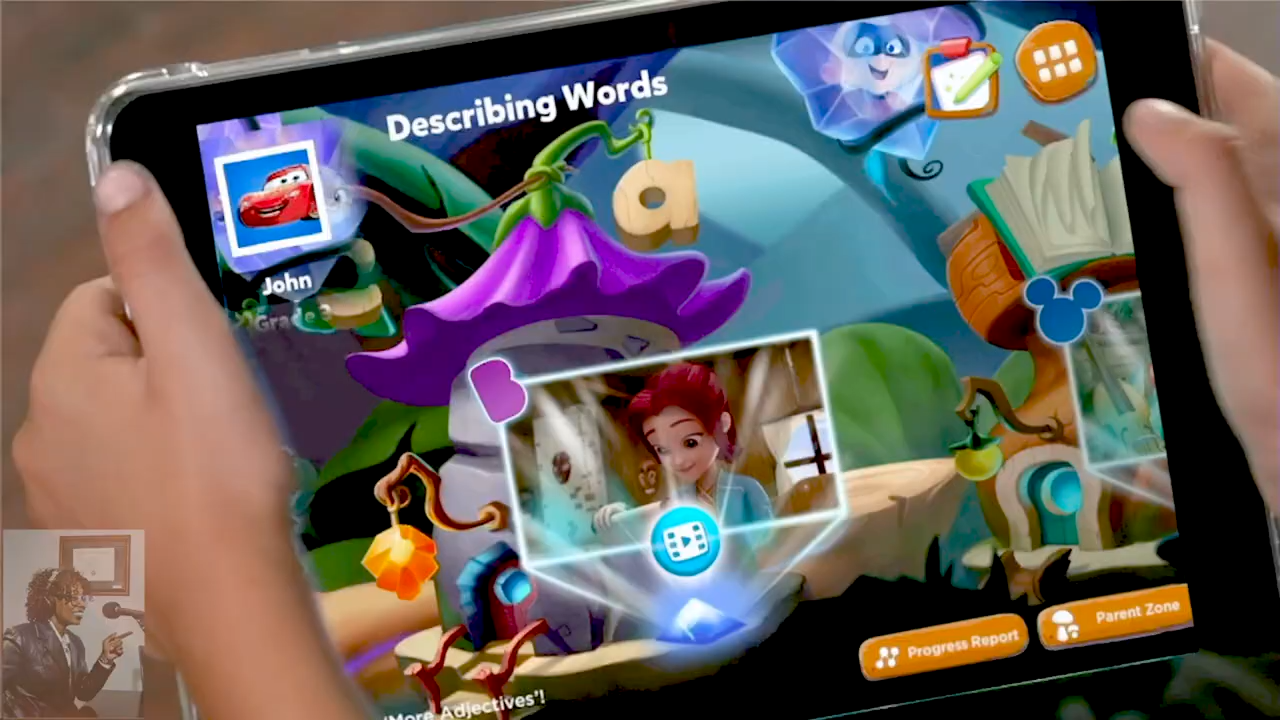 Describing Words
a
John
Grade 3
B
Progress Report
Parent Zone
'More Adjectives'!